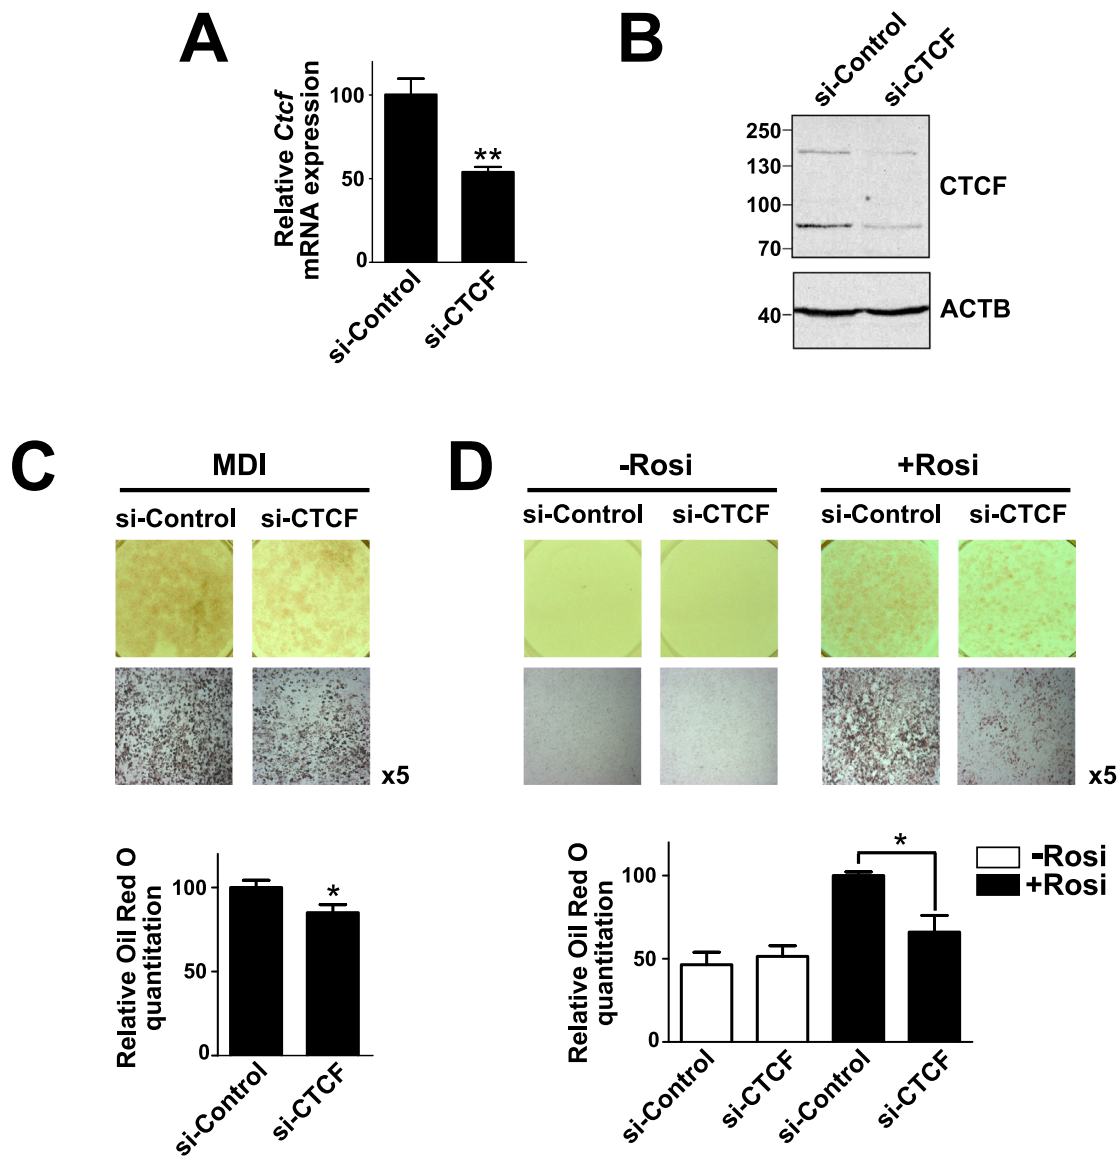 A
Relative Ctcf
mRNA expression
100
50
0
si-Control
si-CTCF
**
B
si-Control
si-CTCF
250
130
100
70
CTCF
40
ACTB
C
MDI
si-Control
si-CTCF
x5
Relative Oil Red O
quantitation
100
50
0
*
si-Control
si-CTCF
D
-Rosi
+Rosi
si-Control
si-CTCF
si-Control
si-CTCF
x5
Relative Oil Red O
quantitation
100
50
0
*
-Rosi
+Rosi
si-Control
si-CTCF
si-Control
si-CTCF